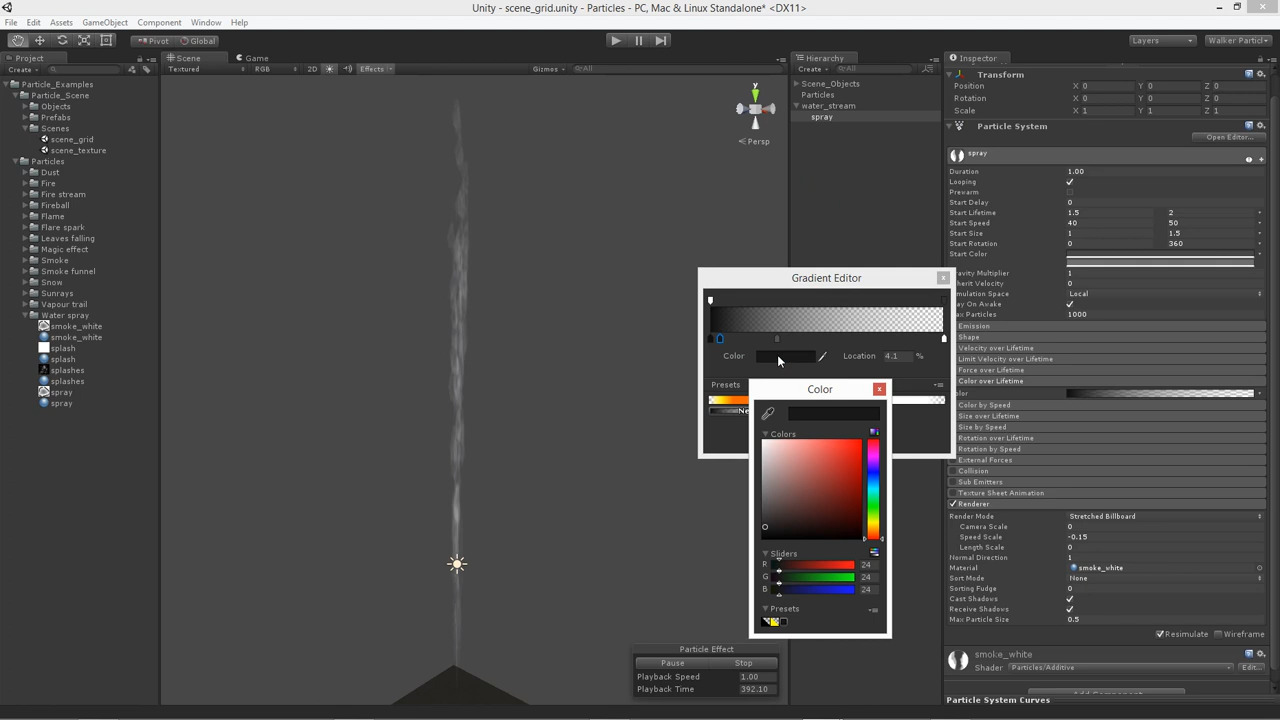 Unity - scene_grid.unity - Particles - PC, Mac & Linux Standalone* <DX11>
File Edit Assets GameObject Component Window Help
Pivot Global Layers Walker Particl
Project
Create
Particle_Examples
Particle_Scene
Objects
Prefabs
Scenes
scene_grid
scene_texture
Particles
Dust
Fire
Fire stream
Fireball
Flame
Flare spark
Leaves falling
Magic effect
Smoke
Smoke funnel
Snow
Sunrays
Vapour trail
Water spray
smoke_white
smoke_white
splash
splash
splashes
splashes
spray
spray
Scene Game
Textured RGB 2D Effects Gizmos All
Y
Persp
Particle Effect
Pause Stop
Playback Speed 1.00
Playback Time 392.10
Hierarchy
Create All
Scene_Objects
Particles
water_stream
spray
Gradient Editor
Color Location 4.1 %
Presets
Ne
Color
Colors
Sliders
R 24
G 24
B 24
Presets
Inspector
Transform
Position X 0 Y 0 Z 0
Rotation X 0 Y 0 Z 0
Scale X 1 Y 1 Z 1
Particle System
Open Editor...
spray
Duration 1.00
Looping
Prewarm
Start Delay 0
Start Lifetime 1.5 2
Start Speed 40 50
Start Size 1 1.5
Start Rotation 0 360
Start Color
ravity Multiplier 1
nherit Velocity 0
imulation Space Local
lay On Awake
ax Particles 1000
Emission
Shape
Velocity over Lifetime
Limit Velocity over Lifetime
Force over Lifetime
Color over Lifetime
olor
Color by Speed
Size over Lifetime
Size by Speed
Rotation over Lifetime
Rotation by Speed
External Forces
Collision
Sub Emitters
Texture Sheet Animation
Renderer
Render Mode Stretched Billboard
Camera Scale 0
Speed Scale -0.15
Length Scale 0
Normal Direction 1
Material smoke_white
Sort Mode None
Sorting Fudge 0
Cast Shadows
Receive Shadows
Max Particle Size 0.5
Resimulate Wireframe
smoke_white
Shader Particles/Additive Edit...
Add Component
Particle System Curves